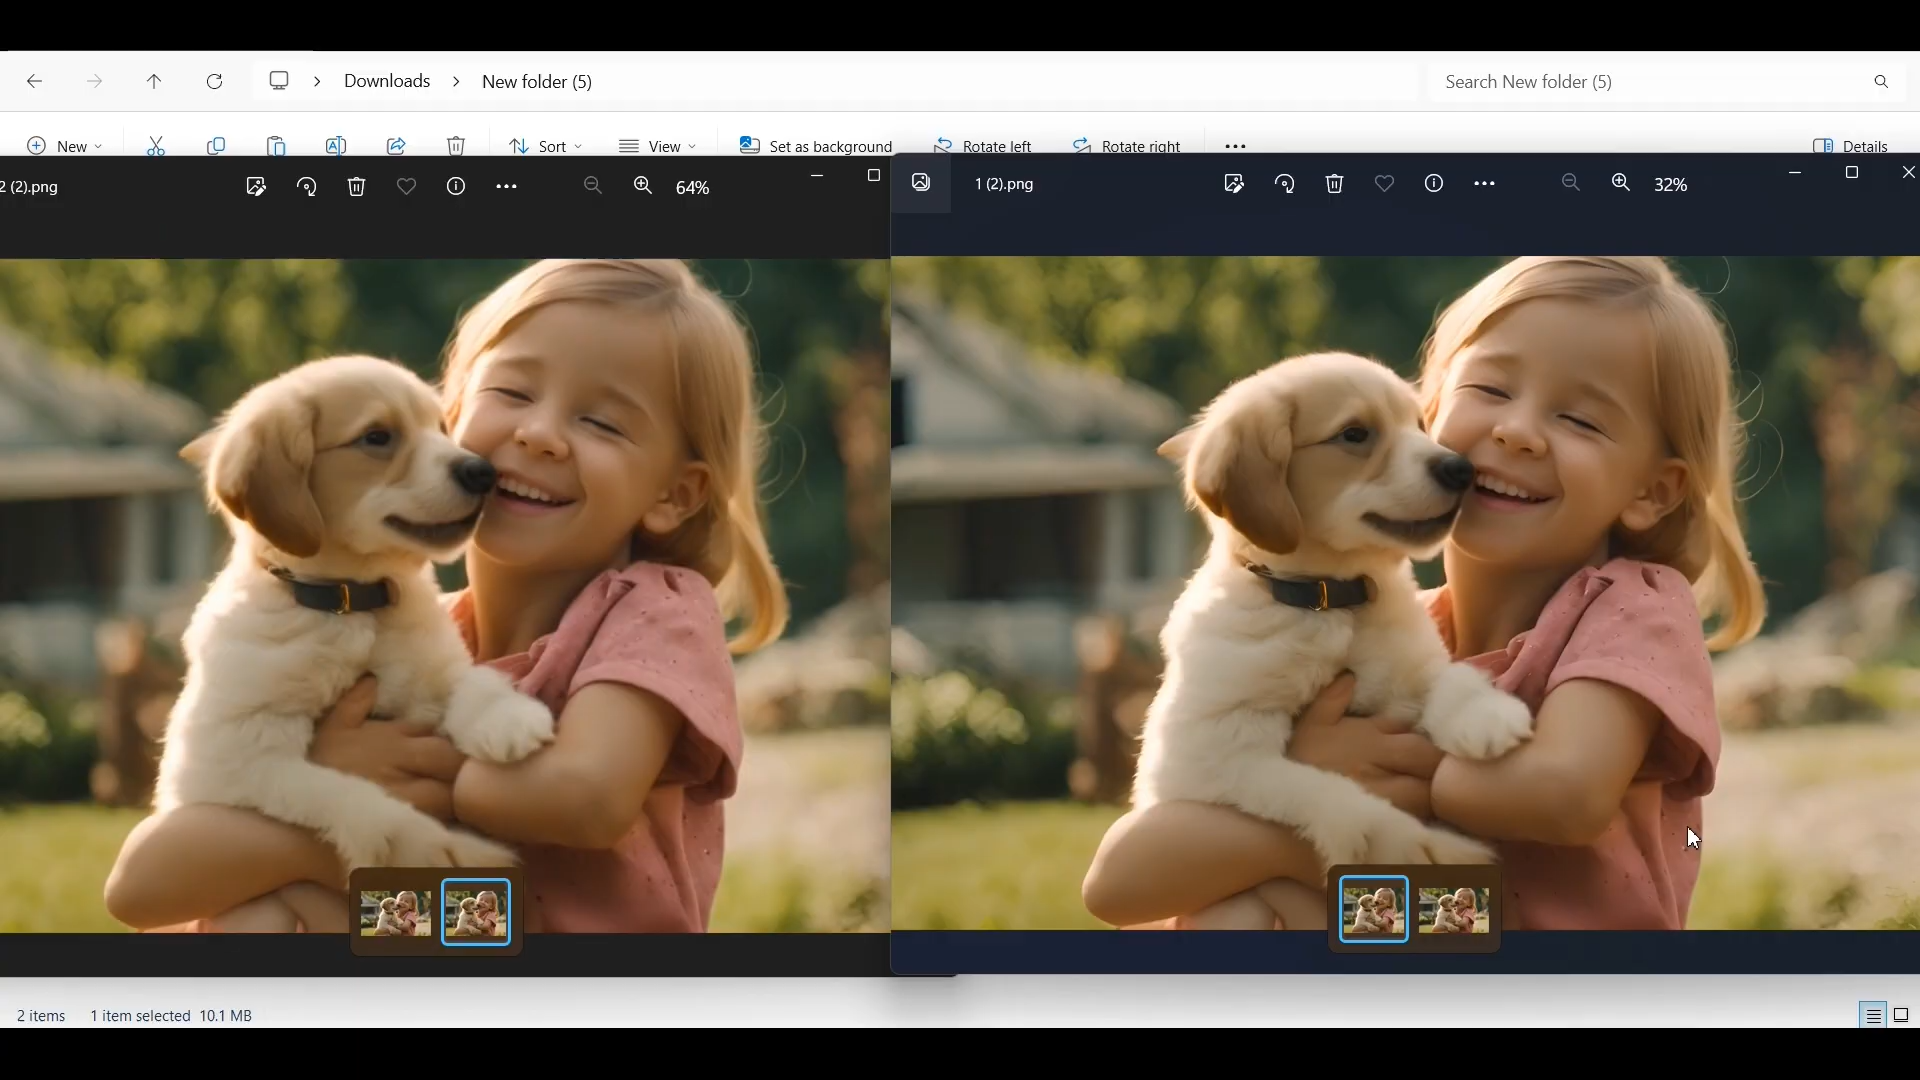 Downloads
New folder (5)
Search New folder (5)
New
Sort
View
Set as background
Rotate left
Rotate right
Details
2 (2).png
64%
1 (2).png
32%
2 items
1 item selected
10.1 MB